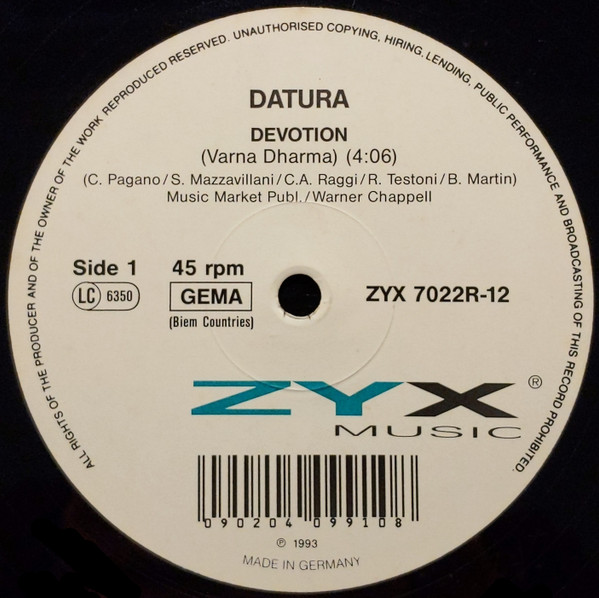 ALL RIGHTS OF THE PRODUCER AND OF THE OWNER OF THE WORK REPRODUCED RESERVED. UNAUTHORISED COPYING, HIRING, LENDING, PUBLIC PERFORMANCE AND BROADCASTING OF THIS RECORD PROHIBITED.
DATURA
DEVOTION
(Varna Dharma) (4:06)
(C. Pagano/S. Mazzavillani/C.A. Raggi/R. Testoni/B. Martin)
Music Market Publ./Warner Chappell
Side 1 45 rpm
LC 6350 GEMA ZYX 7022R-12
(Biem Countries)
ZYX ®
MUSIC
090204 099108
℗ 1993
MADE IN GERMANY